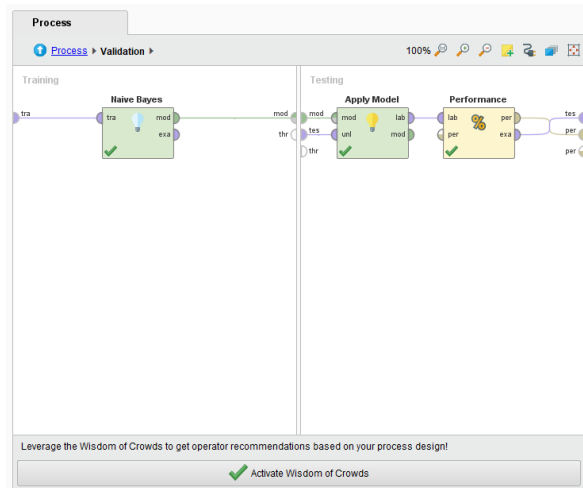 Process
Process ▸ Validation ▸ 100%
Training
Testing
Naive Bayes
Apply Model
Performance
tra tra mod mod mod mod lab lab per tes
exa thr tes unl mod per exa per
thr per
Leverage the Wisdom of Crowds to get operator recommendations based on your process design!
Activate Wisdom of Crowds